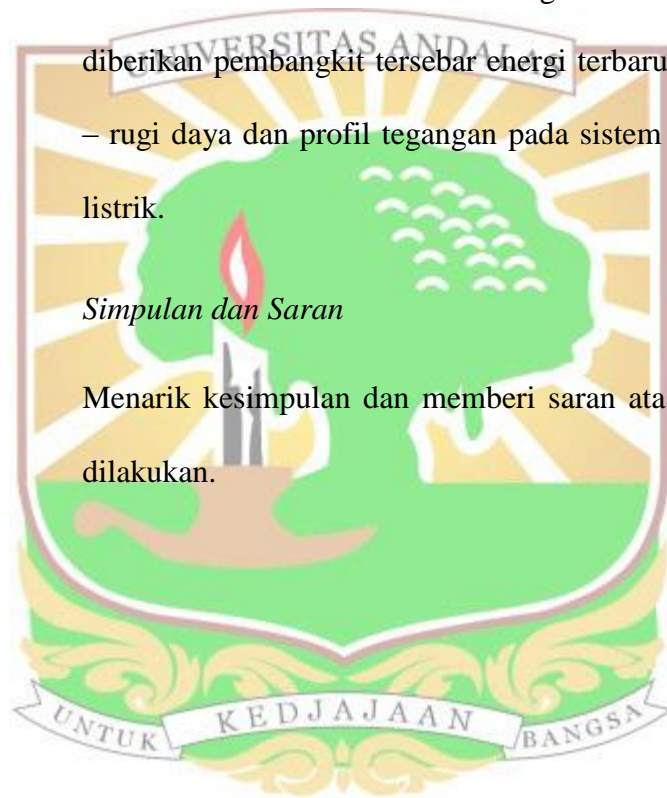 UNIVERSITAS ANDALAS
diberikan pembangkit tersebar energi terbaru
– rugi daya dan profil tegangan pada sistem
listrik.
Simpulan dan Saran
Menarik kesimpulan dan memberi saran ata
dilakukan.
UNTUK KEDJAJAAN BANGSA